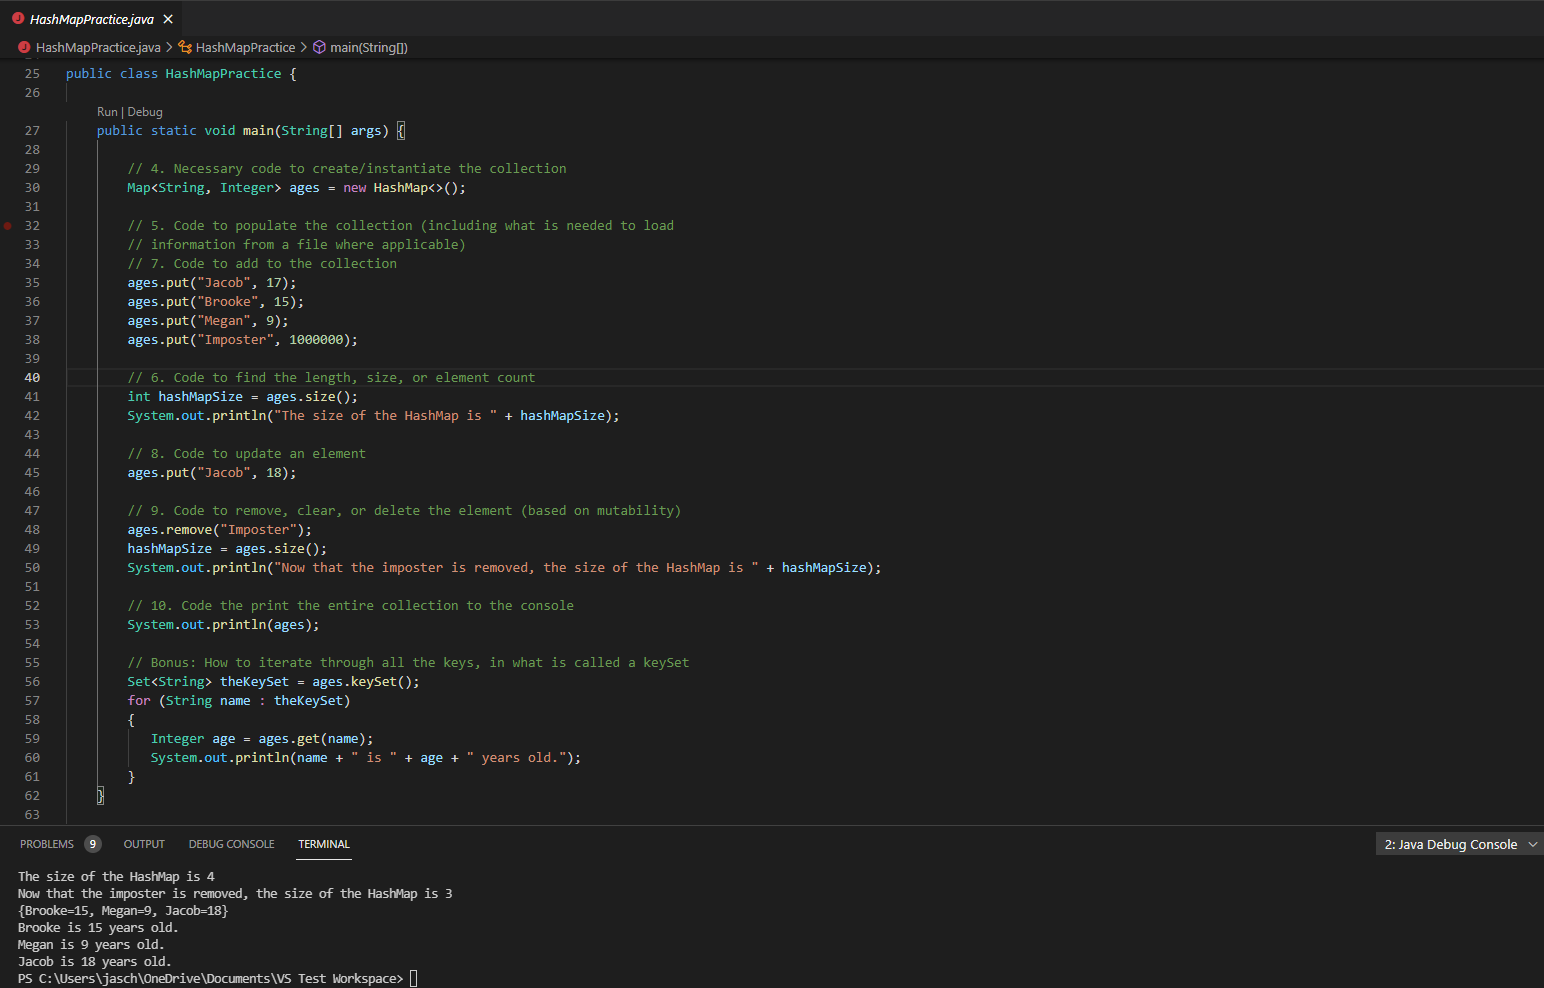 HashMapPractice.java
HashMapPractice.java > HashMapPractice > main(String[])
25 public class HashMapPractice {
26
Run | Debug
27 public static void main(String[] args) {
28
29 // 4. Necessary code to create/instantiate the collection
30 Map<String, Integer> ages = new HashMap<>();
31
32 // 5. Code to populate the collection (including what is needed to load
33 // information from a file where applicable)
34 // 7. Code to add to the collection
35 ages.put("Jacob", 17);
36 ages.put("Brooke", 15);
37 ages.put("Megan", 9);
38 ages.put("Imposter", 1000000);
39
40 // 6. Code to find the length, size, or element count
41 int hashMapSize = ages.size();
42 System.out.println("The size of the HashMap is " + hashMapSize);
43
44 // 8. Code to update an element
45 ages.put("Jacob", 18);
46
47 // 9. Code to remove, clear, or delete the element (based on mutability)
48 ages.remove("Imposter");
49 hashMapSize = ages.size();
50 System.out.println("Now that the imposter is removed, the size of the HashMap is " + hashMapSize);
51
52 // 10. Code the print the entire collection to the console
53 System.out.println(ages);
54
55 // Bonus: How to iterate through all the keys, in what is called a keySet
56 Set<String> theKeySet = ages.keySet();
57 for (String name : theKeySet)
58 {
59 Integer age = ages.get(name);
60 System.out.println(name + " is " + age + " years old.");
61 }
62 }
63
PROBLEMS 9 OUTPUT DEBUG CONSOLE TERMINAL 2: Java Debug Console
The size of the HashMap is 4
Now that the imposter is removed, the size of the HashMap is 3
{Brooke=15, Megan=9, Jacob=18}
Brooke is 15 years old.
Megan is 9 years old.
Jacob is 18 years old.
PS C:\Users\jasch\OneDrive\Documents\VS Test Workspace>